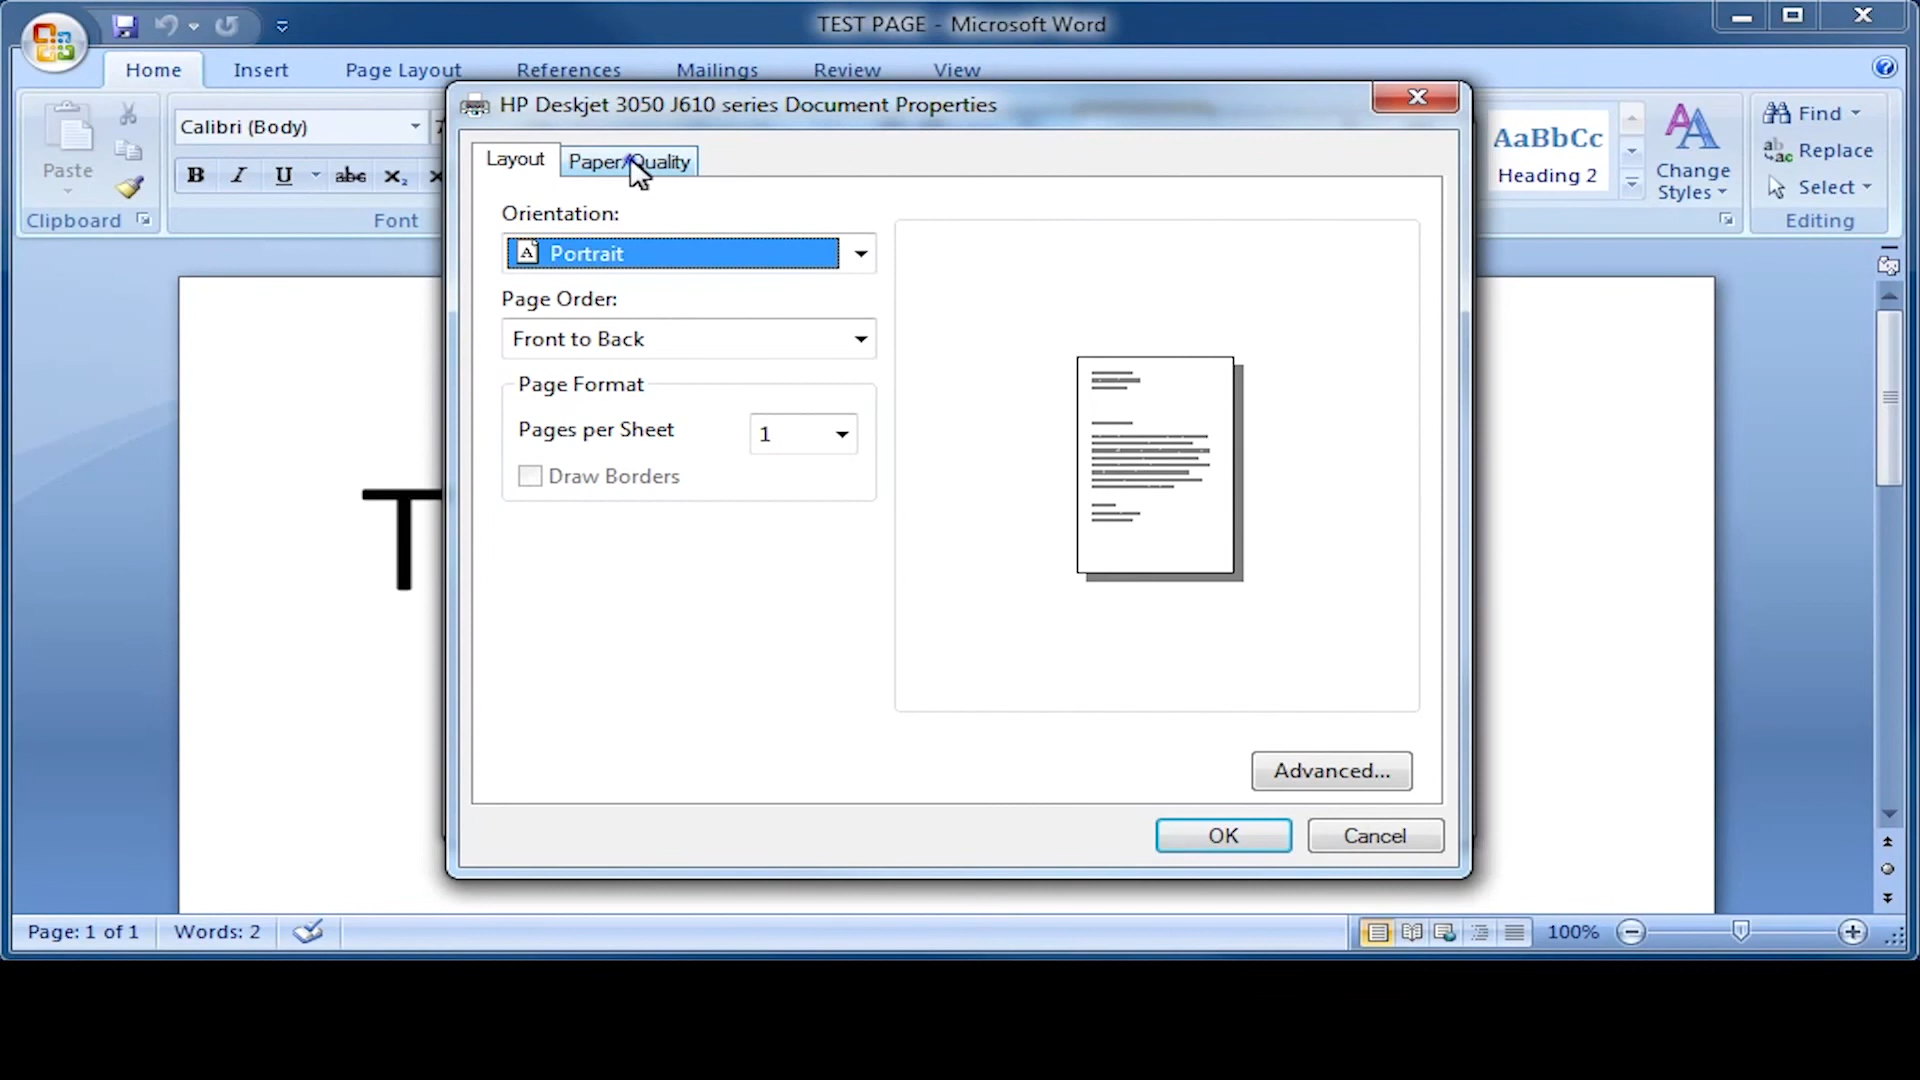 TEST PAGE - Microsoft Word
Home Insert Page Layout References Mailings Review View
HP Deskjet 3050 J610 series Document Properties
Paste
Clipboard
Calibri (Body)
B I U abc x₂
Font
AaBbCc
Heading 2
Change
Styles
Find
Replace
Select
Editing
Layout Paper/Quality
Orientation:
Portrait
Page Order:
Front to Back
Page Format
Pages per Sheet 1
Draw Borders
Advanced...
OK Cancel
T
Page: 1 of 1 Words: 2 100%